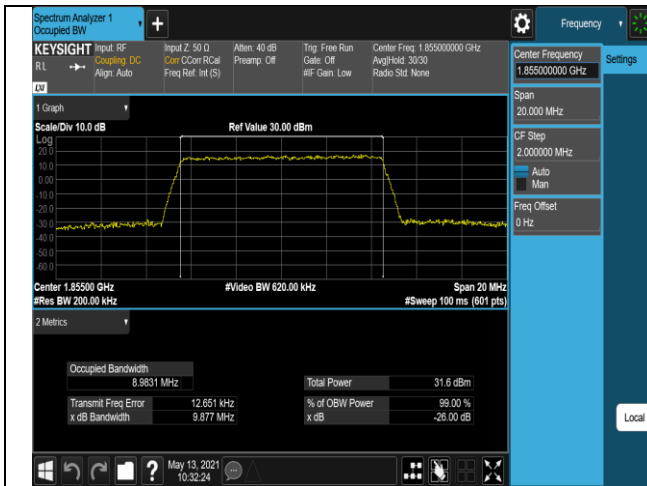 Spectrum Analyzer 1
Occupied BW
+
Frequency
KEYSIGHT
RL
LXI
Input: RF
Coupling: DC
Align: Auto
Input Z: 50 Ω
Corr CCorr RCal
Freq Ref: Int (S)
Atten: 40 dB
Preamp: Off
Trig: Free Run
Gate: Off
#IF Gain: Low
Center Freq: 1.855000000 GHz
Avg|Hold: 30/30
Radio Std: None
Center Frequency
1.855000000 GHz
Settings
Span
20.000 MHz
CF Step
2.000000 MHz
Auto
Man
Freq Offset
0 Hz
Local
1 Graph
Scale/Div 10.0 dB
Ref Value 30.00 dBm
Log
20.0
10.0
0.00
-10.0
-20.0
-30.0
-40.0
-50.0
-60.0
Center 1.85500 GHz
#Video BW 620.00 kHz
Span 20 MHz
#Res BW 200.00 kHz
#Sweep 100 ms (601 pts)
2 Metrics
Occupied Bandwidth
8.9831 MHz
Total Power 31.6 dBm
Transmit Freq Error 12.651 kHz
% of OBW Power 99.00 %
x dB Bandwidth 9.877 MHz
x dB -26.00 dB
?
May 13, 2021
10:32:24